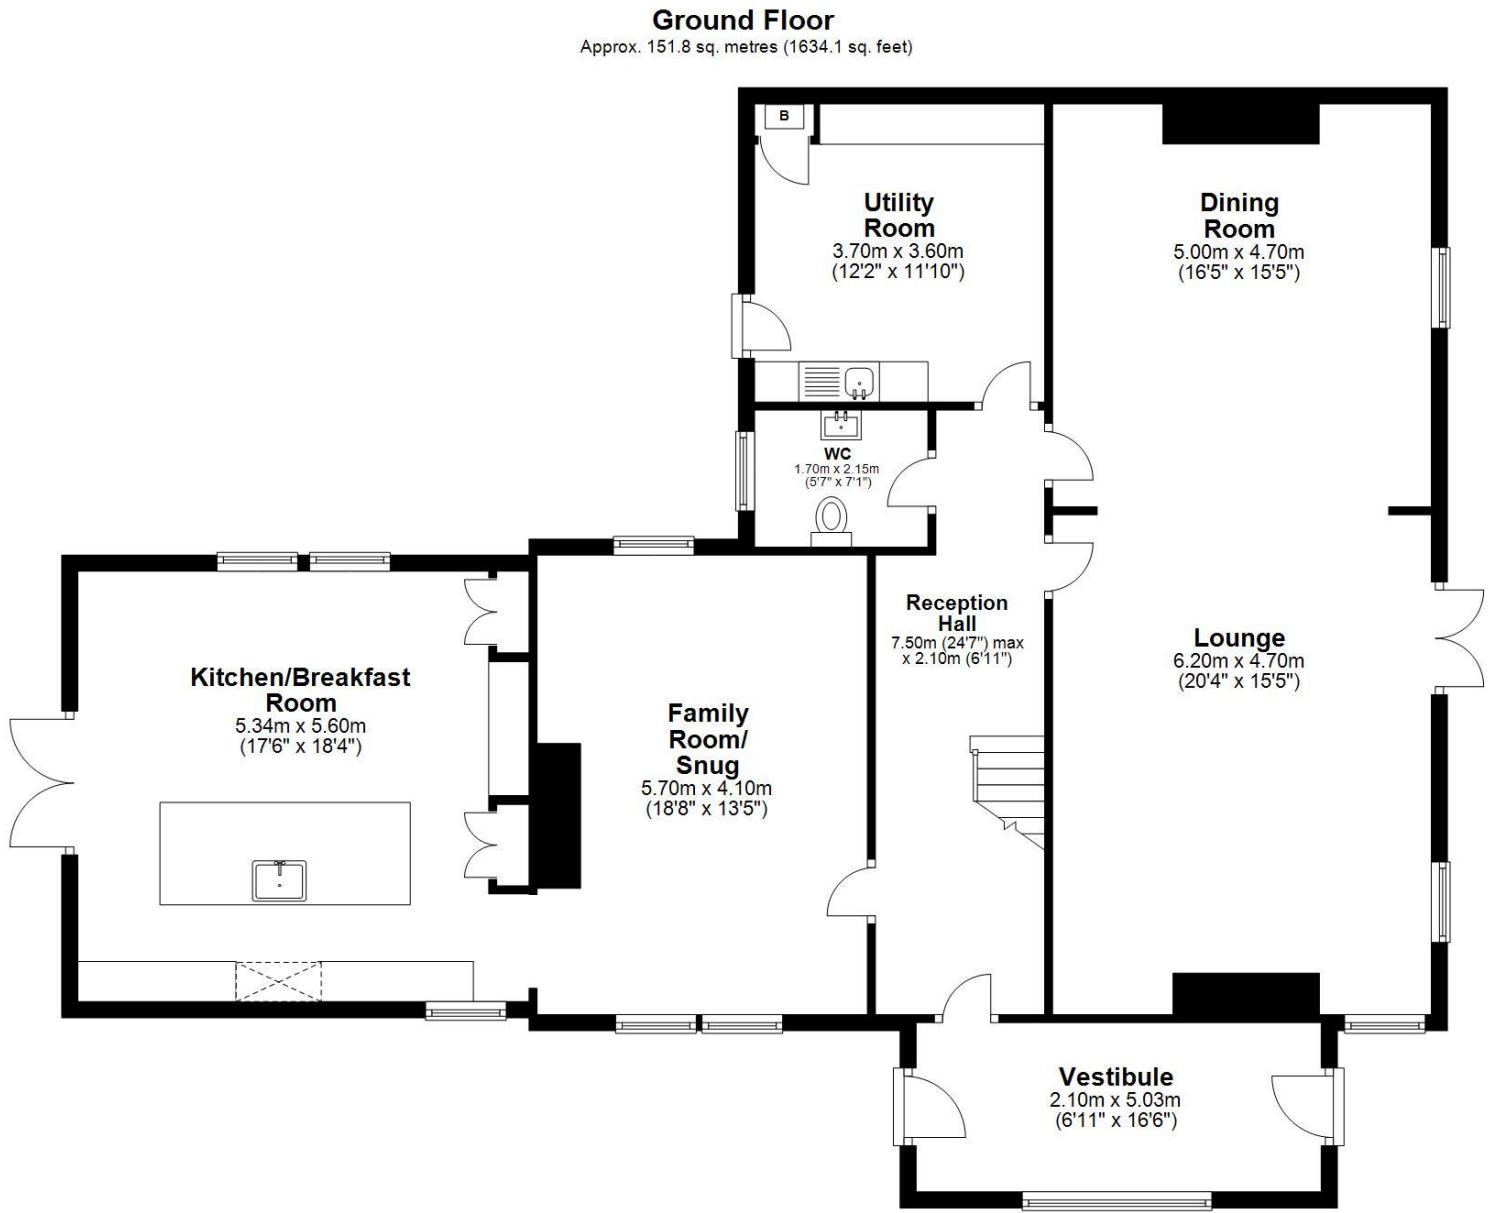 Ground Floor
Approx. 151.8 sq. metres (1634.1 sq. feet)
B
Utility
Room
3.70m x 3.60m
(12'2" x 11'10")
Dining
Room
5.00m x 4.70m
(16'5" x 15'5")
WC
1.70m x 2.15m
(5'7" x 7'1")
Reception
Hall
7.50m (24'7") max
x 2.10m (6'11")
Lounge
6.20m x 4.70m
(20'4" x 15'5")
Kitchen/Breakfast
Room
5.34m x 5.60m
(17'6" x 18'4")
Family
Room/
Snug
5.70m x 4.10m
(18'8" x 13'5")
Vestibule
2.10m x 5.03m
(6'11" x 16'6")